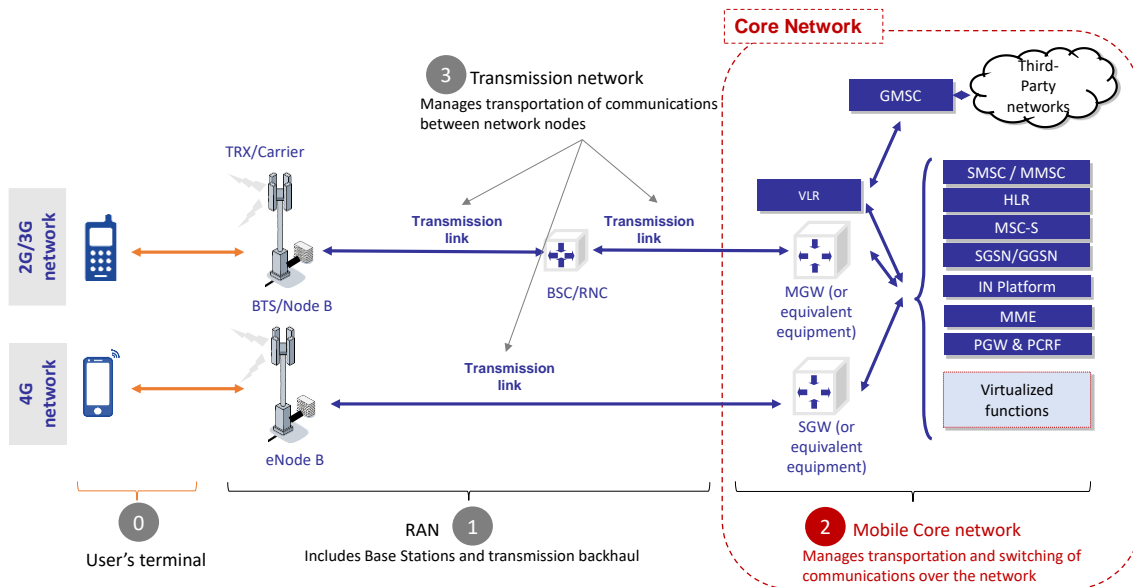 Core Network
3
Transmission network
Manages transportation of communications
between network nodes
Third-
Party
networks
GMSC
TRX/Carrier
SMSC / MMSC
HLR
MSC-S
SGSN/GGSN
IN Platform
MME
PGW & PCRF
Virtualized
functions
VLR
2G/3G
network
Transmission
link
Transmission
link
BTS/Node B
BSC/RNC
MGW (or
equivalent
equipment)
4G
network
Transmission
link
eNode B
SGW (or
equivalent
equipment)
0
User's terminal
RAN
1
Includes Base Stations and transmission backhaul
2
Mobile Core network
Manages transportation and switching of
communications over the network